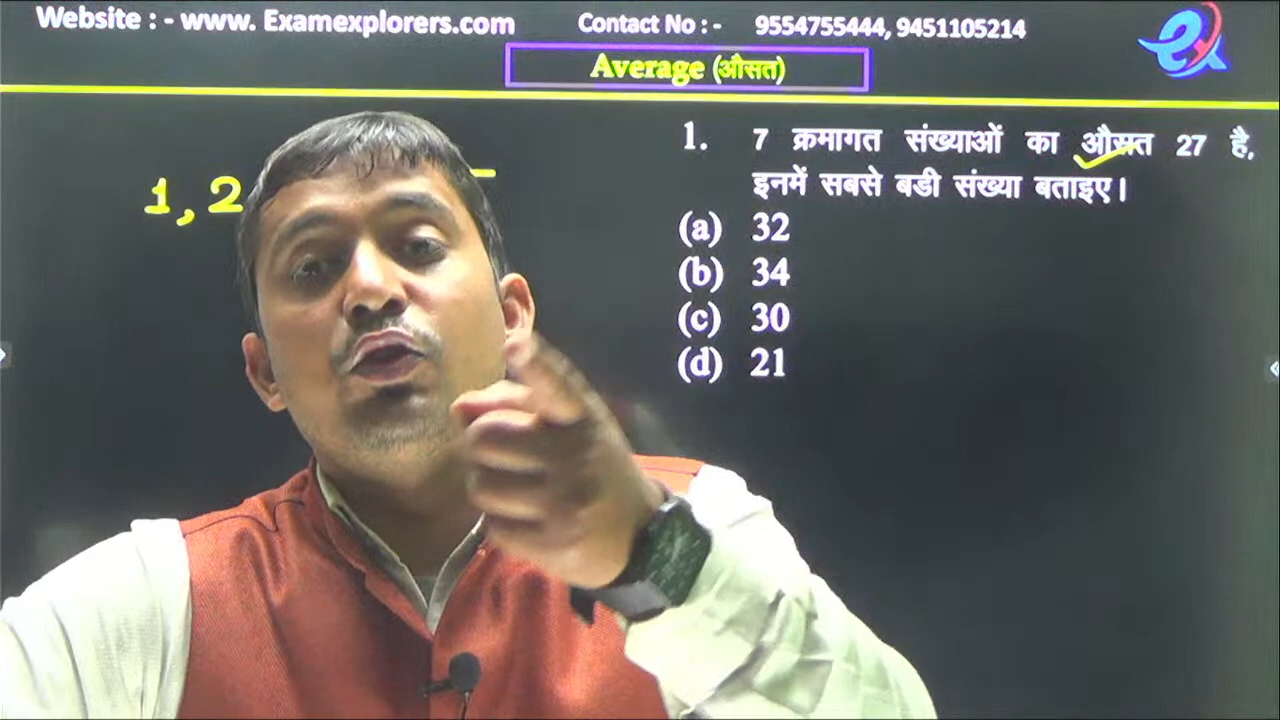 Website : - www. Examexplorers.com Contact No : - 9554755444, 9451105214
Average (औसत)
1, 2
1. 7 क्रमागत संख्याओं का औसत 27 है,
इनमें सबसे बडी संख्या बताइए।
(a) 32
(b) 34
(c) 30
(d) 21